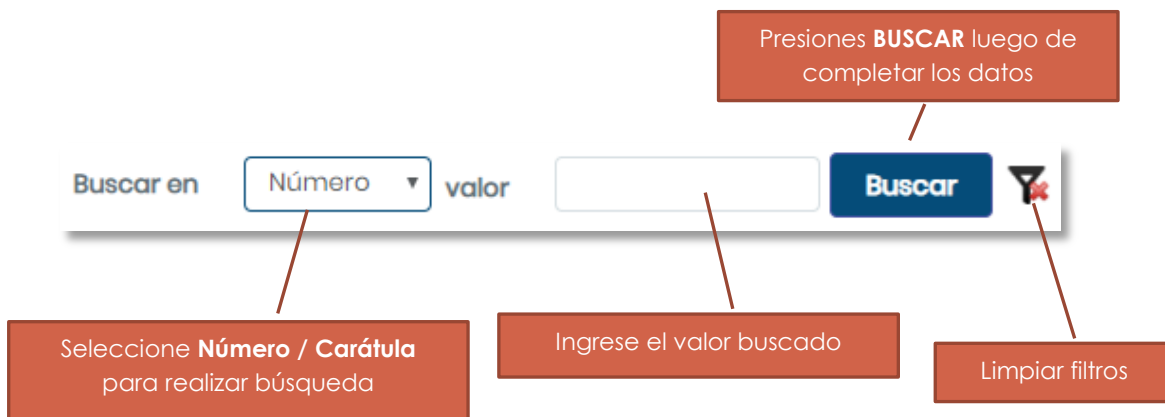 Presiones BUSCAR luego de
completar los datos
Buscar en Número valor Buscar
Seleccione Número / Carátula
para realizar búsqueda
Ingrese el valor buscado
Limpiar filtros